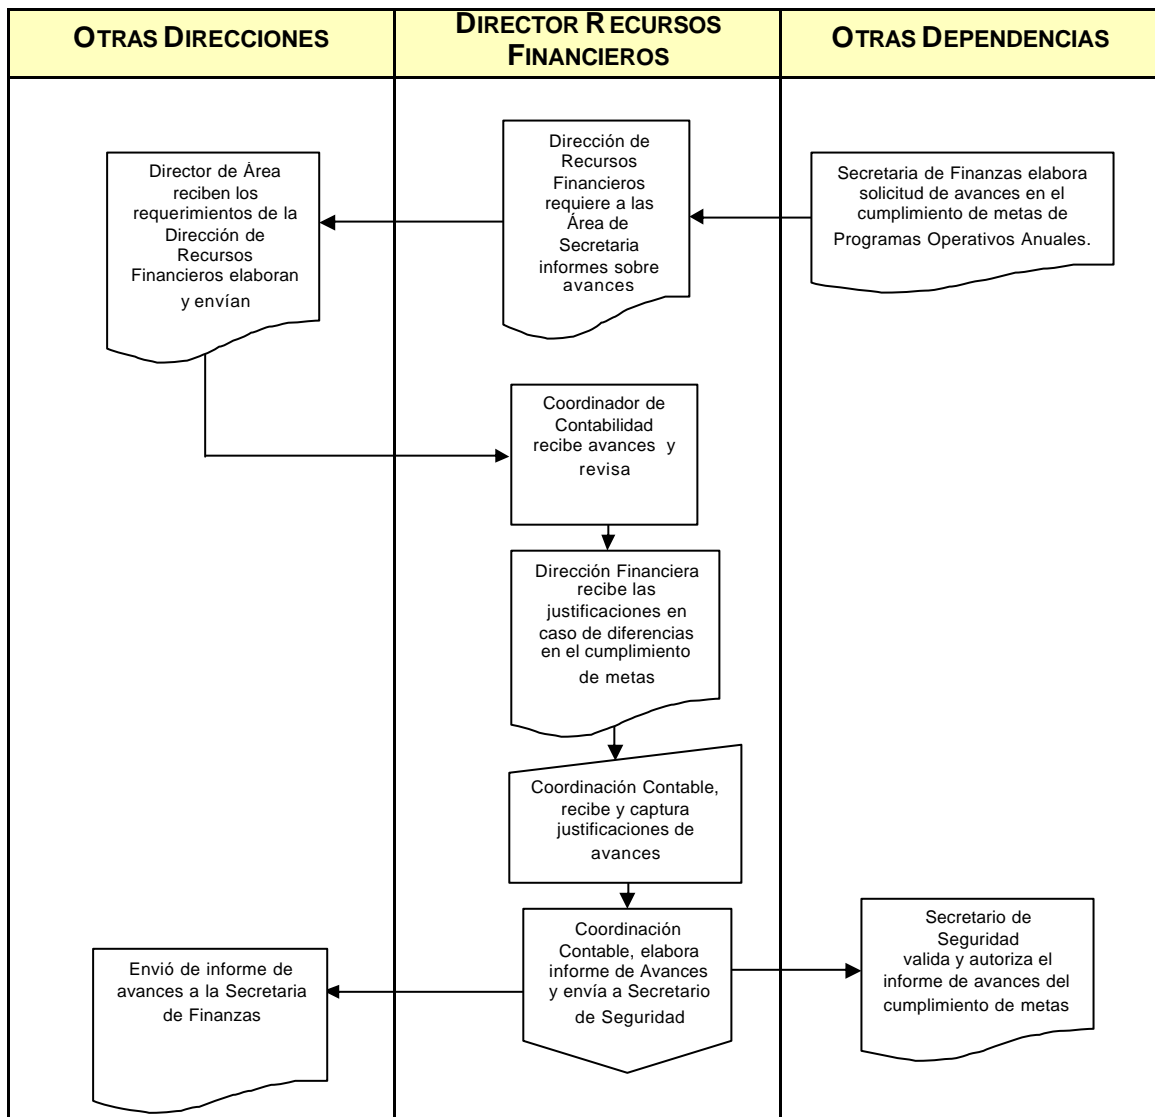 OTRAS DIRECCIONES
DIRECTOR RECURSOS
FINANCIEROS
OTRAS DEPENDENCIAS
Director de Área
reciben los
requerimientos de la
Dirección de
Recursos
Financieros elaboran
y envían
Dirección de
Recursos
Financieros
requiere a las
Área de
Secretaria
informes sobre
avances
Secretaria de Finanzas elabora
solicitud de avances en el
cumplimiento de metas de
Programas Operativos Anuales.
Coordinador de
Contabilidad
recibe avances y
revisa
Dirección Financiera
recibe las
justificaciones en
caso de diferencias
en el cumplimiento
de metas
Coordinación Contable,
recibe y captura
justificaciones de
avances
Envió de informe de
avances a la Secretaria
de Finanzas
Coordinación
Contable, elabora
informe de Avances
y envía a Secretario
de Seguridad
Secretario de
Seguridad
valida y autoriza el
informe de avances del
cumplimiento de metas